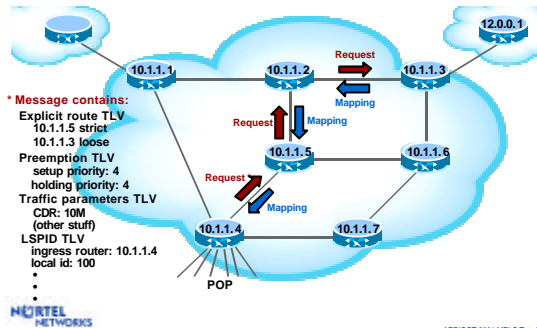 12.0.0.1
Request
10.1.1.1
10.1.1.2
10.1.1.3
Mapping
* Message contains:
Explicit route TLV
10.1.1.5 strict
10.1.1.3 loose
Preemption TLV
setup priority: 4
holding priority: 4
Traffic parameters TLV
CDR: 10M
(other stuff)
LSPID TLV
ingress router: 10.1.1.4
local id: 100
•
•
•
Request
Mapping
10.1.1.5
10.1.1.6
Request
Mapping
10.1.1.4
10.1.1.7
POP
NORTEL
NETWORKS